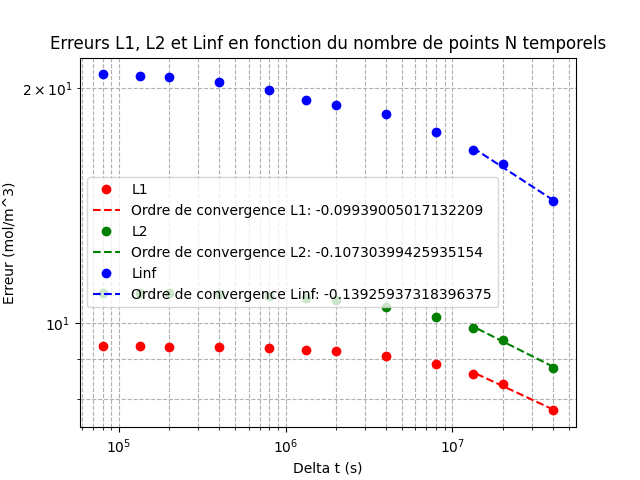 Erreurs L1, L2 et Linf en fonction du nombre de points N temporels
2 × 10¹
10¹
Erreur (mol/m^3)
L1
Ordre de convergence L1: -0.09939005017132209
L2
Ordre de convergence L2: -0.10730399425935154
Linf
Ordre de convergence Linf: -0.13925937318396375
10⁵
10⁶
10⁷
Delta t (s)